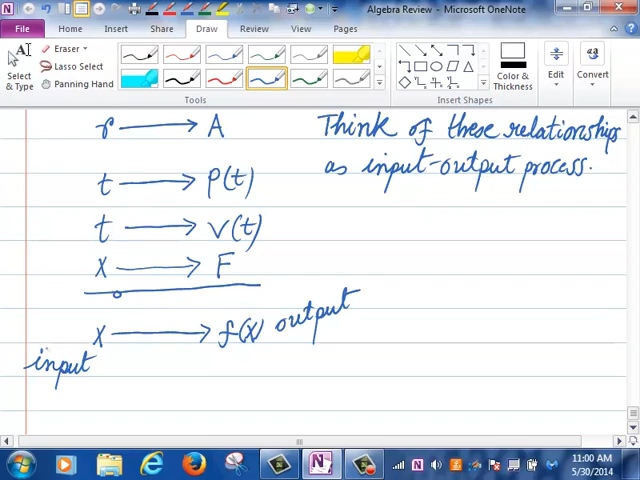 Algebra Review - Microsoft OneNote
File Home Insert Share Draw Review View
Select & Type
Eraser
Lasso Select
Panning Hand
Tools
Insert Shapes
Color & Thickness
Edit
Convert
r → A
Think of these relationships
as input-output process.
t → P(t)
t → V(t)
x → F
x → f(x) output
input
11:00 AM
5/30/2014